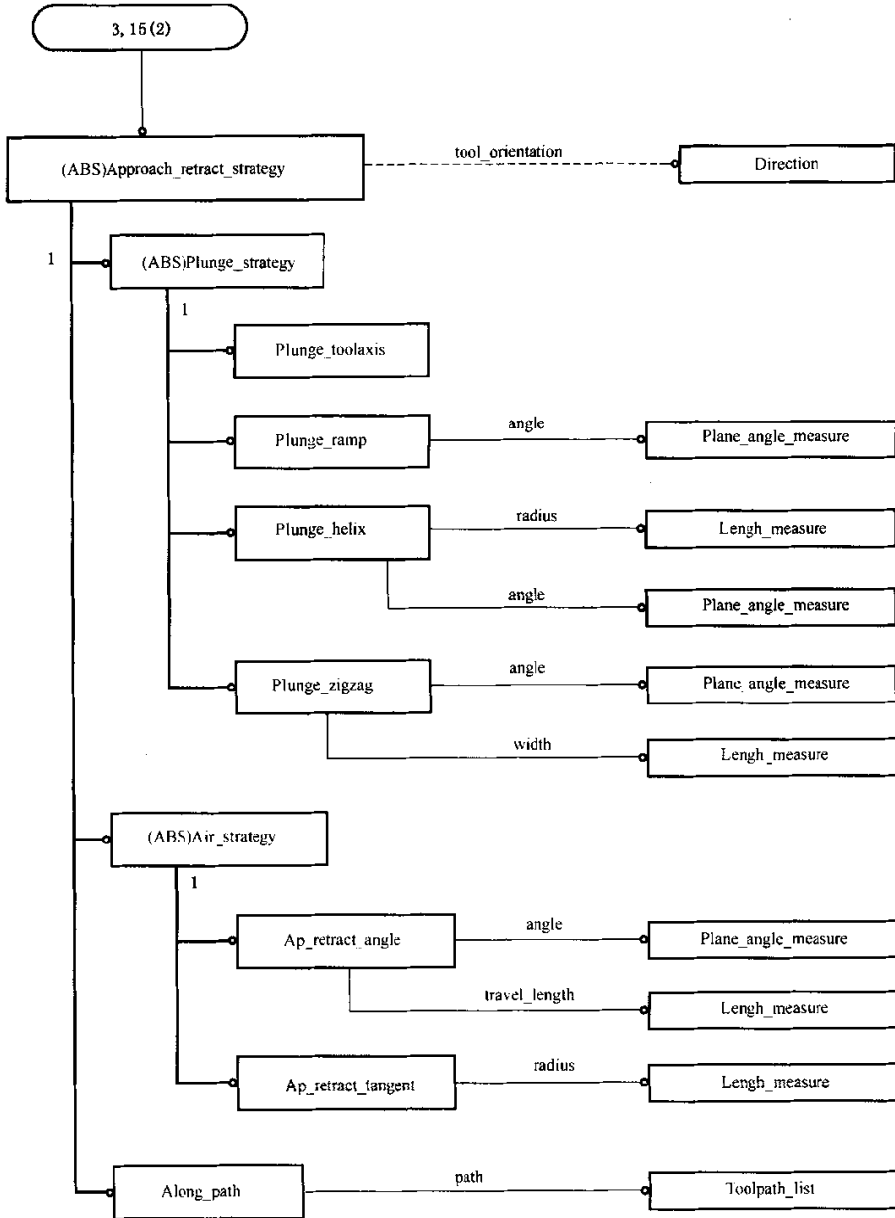 3, 15(2)
tool_orientation
(ABS)Approach_retract_strategy
Direction
1
(ABS)Plunge_strategy
1
Plunge_toolaxis
angle
Plunge_ramp
Plane_angle_measure
radius
Plunge_helix
Lengh_measure
angle
Plane_angle_measure
angle
Plunge_zigzag
Plane_angle_measure
width
Lengh_measure
(ABS)Air_strategy
1
angle
Ap_retract_angle
Plane_angle_measure
travel_length
Lengh_measure
radius
Ap_retract_tangent
Lengh_measure
path
Along_path
Toolpath_list